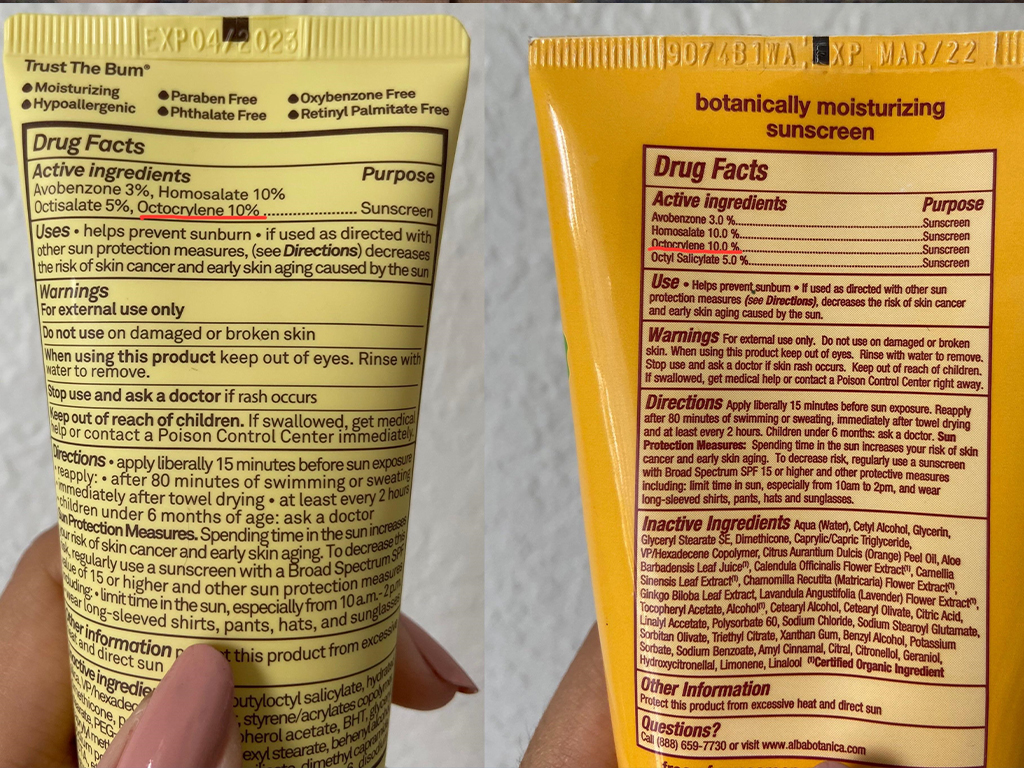 EXP04/2023
Trust The Bum®
Moisturizing
Hypoallergenic
Paraben Free
Phthalate Free
Oxybenzone Free
Retinyl Palmitate Free
Drug Facts
Active ingredients Purpose
Avobenzone 3%, Homosalate 10%
Octisalate 5%, Octocrylene 10% Sunscreen
Uses • helps prevent sunburn • if used as directed with
other sun protection measures, (see Directions) decreases
the risk of skin cancer and early skin aging caused by the sun
Warnings
For external use only
Do not use on damaged or broken skin
When using this product keep out of eyes. Rinse with
water to remove.
Stop use and ask a doctor if rash occurs
Keep out of reach of children. If swallowed, get medical
help or contact a Poison Control Center immediately.
Directions • apply liberally 15 minutes before sun exposure
reapply: • after 80 minutes of swimming or sweating
immediately after towel drying • at least every 2 hours
children under 6 months of age: ask a doctor
Sun Protection Measures. Spending time in the sun increases
your risk of skin cancer and early skin aging. To decrease this
risk, regularly use a sunscreen with a Broad Spectrum SPF
value of 15 or higher and other sun protection measures
including: • limit time in the sun, especially from 10 a.m.-2 p.m.
wear long-sleeved shirts, pants, hats, and sunglasses
Other information t this product from excessive
heat and direct sun
butyloctyl salicylate,
styrene/acrylates copolymer
acetate, BHT,
stearate,
dimethyl
9074B1WA EXP MAR/22
botanically moisturizing
sunscreen
Drug Facts
Active ingredients Purpose
Avobenzone 3.0 % Sunscreen
Homosalate 10.0 % Sunscreen
Octocrylene 10.0 % Sunscreen
Octyl Salicylate 5.0 % Sunscreen
Use • Helps prevent sunburn • If used as directed with other sun
protection measures (see Directions), decreases the risk of skin cancer
and early skin aging caused by the sun.
Warnings For external use only. Do not use on damaged or broken
skin. When using this product keep out of eyes. Rinse with water to remove.
Stop use and ask a doctor if skin rash occurs. Keep out of reach of children.
If swallowed, get medical help or contact a Poison Control Center right away.
Directions Apply liberally 15 minutes before sun exposure. Reapply
after 80 minutes of swimming or sweating, immediately after towel drying
and at least every 2 hours. Children under 6 months: ask a doctor. Sun
Protection Measures: Spending time in the sun increases your risk of skin
cancer and early skin aging. To decrease risk, regularly use a sunscreen
with Broad Spectrum SPF 15 or higher and other protective measures
including: limit time in sun, especially from 10am to 2pm, and wear
long-sleeved shirts, pants, hats and sunglasses.
Inactive Ingredients Aqua (Water), Cetyl Alcohol, Glycerin,
Glyceryl Stearate SE, Dimethicone, Caprylic/Capric Triglyceride,
VP/Hexadecene Copolymer, Citrus Aurantium Dulcis (Orange) Peel Oil, Aloe
Barbadensis Leaf Juice(1), Calendula Officinalis Flower Extract(1), Camellia
Sinensis Leaf Extract(1), Chamomilla Recutita (Matricaria) Flower Extract(1),
Ginkgo Biloba Leaf Extract, Lavandula Angustifolia (Lavender) Flower Extract(1),
Tocopheryl Acetate, Alcohol(1), Cetearyl Alcohol, Cetearyl Olivate, Citric Acid,
Linalyl Acetate, Polysorbate 60, Sodium Chloride, Sodium Stearoyl Glutamate,
Sorbitan Olivate, Triethyl Citrate, Xanthan Gum, Benzyl Alcohol, Potassium
Sorbate, Sodium Benzoate, Amyl Cinnamal, Citral, Citronellol, Geraniol,
Hydroxycitronellal, Limonene, Linalool (1)Certified Organic Ingredient
Other Information
Protect this product from excessive heat and direct sun
Questions?
Call (888) 659-7730 or visit www.albabotanica.com